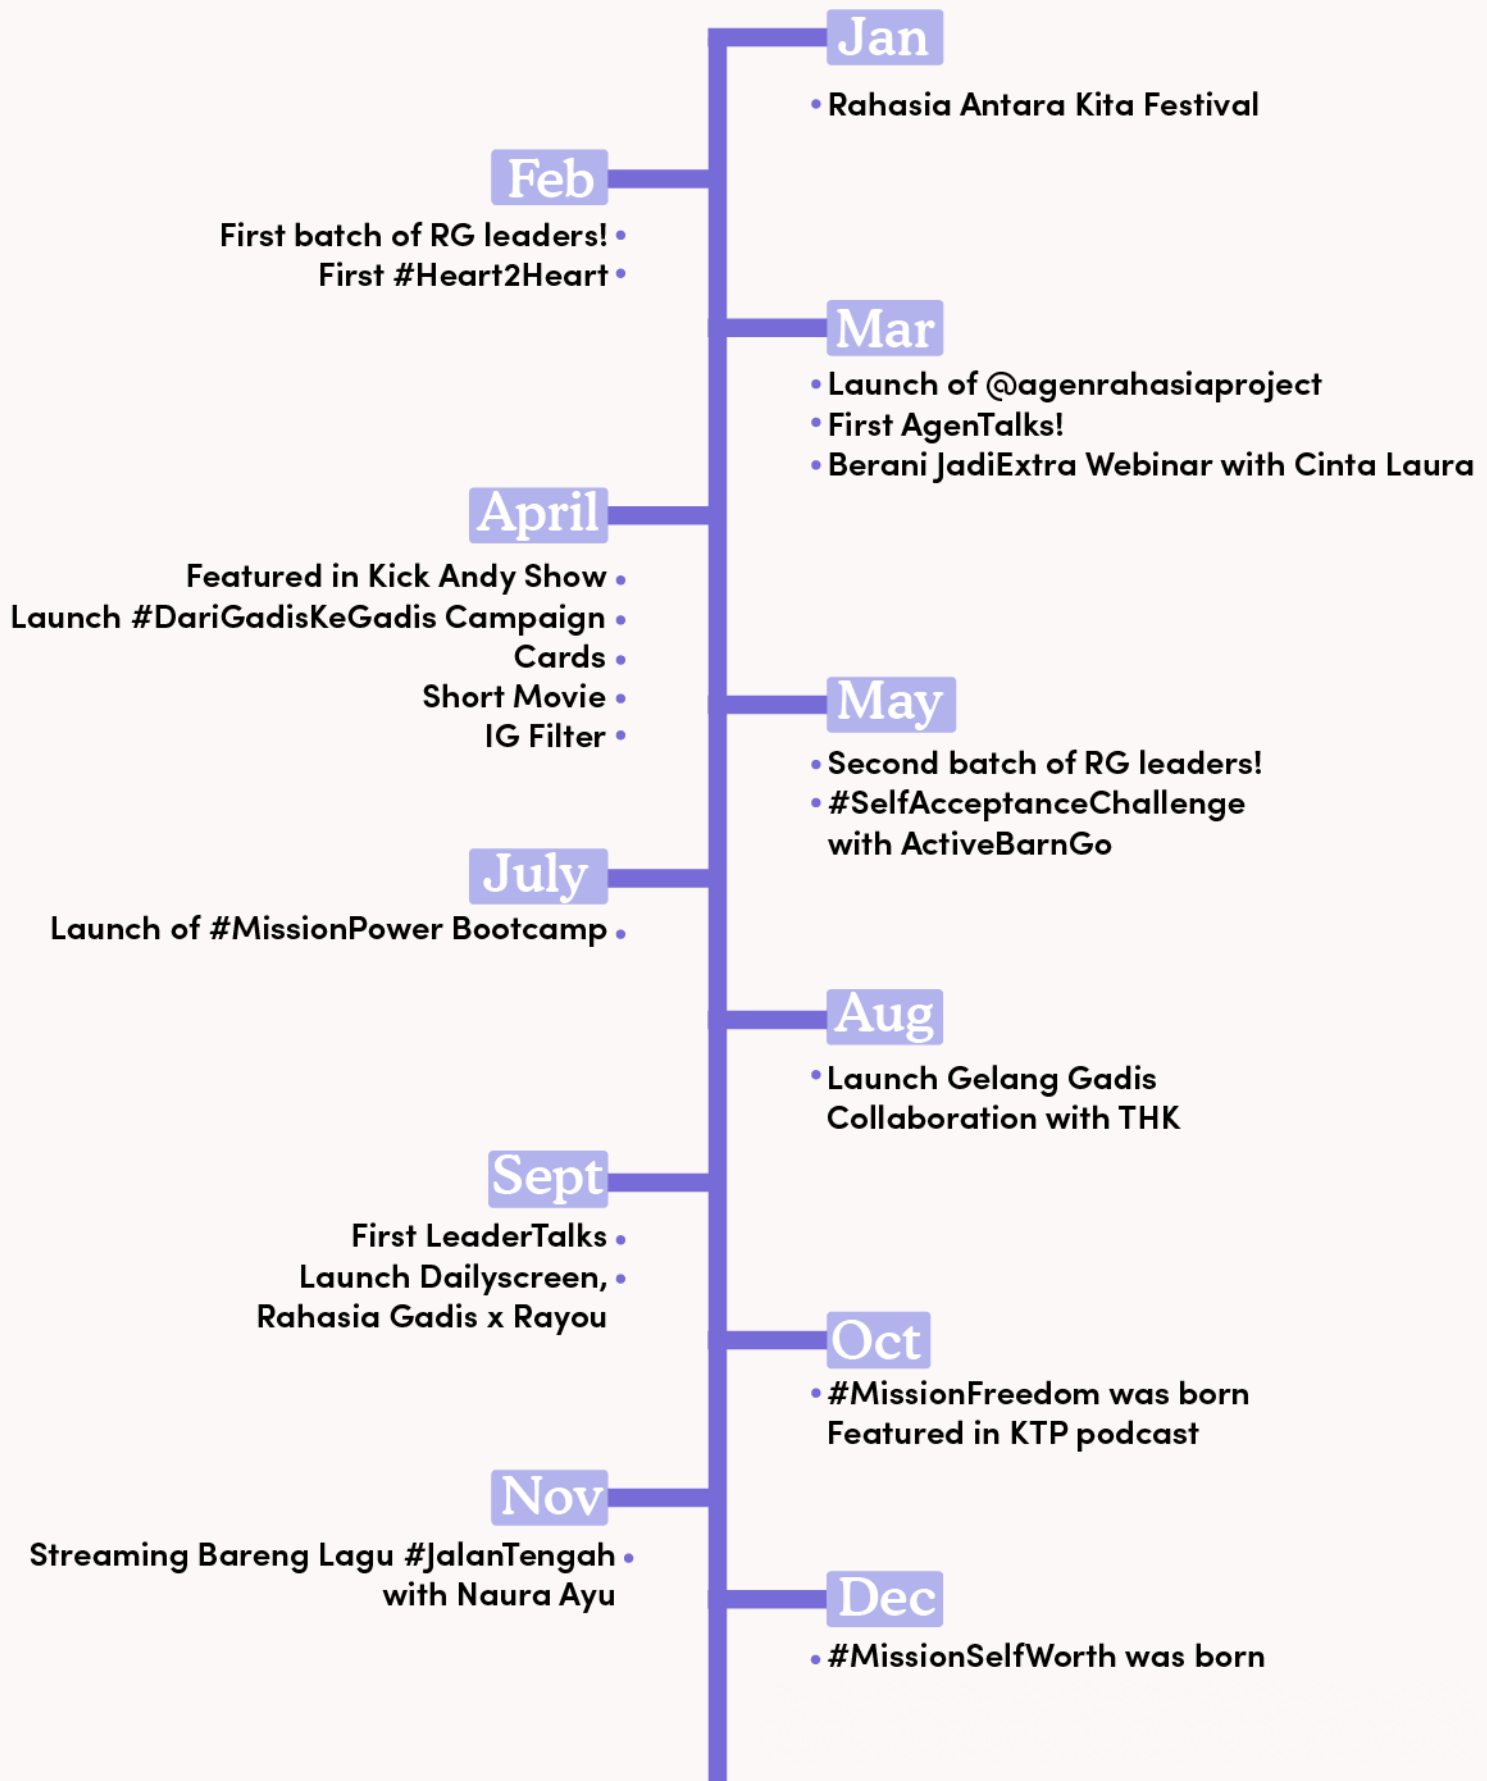 Jan
• Rahasia Antara Kita Festival
Feb
First batch of RG leaders! •
First #Heart2Heart •
Mar
• Launch of @agenrahasiaproject
• First AgenTalks!
• Berani JadiExtra Webinar with Cinta Laura
April
Featured in Kick Andy Show •
Launch #DariGadisKeGadis Campaign •
Cards •
Short Movie •
IG Filter •
May
• Second batch of RG leaders!
• #SelfAcceptanceChallenge
with ActiveBarnGo
July
Launch of #MissionPower Bootcamp •
Aug
• Launch Gelang Gadis
Collaboration with THK
Sept
First LeaderTalks •
Launch Dailyscreen, •
Rahasia Gadis x Rayou
Oct
• #MissionFreedom was born
Featured in KTP podcast
Nov
Streaming Bareng Lagu #JalanTengah •
with Naura Ayu
Dec
• #MissionSelfWorth was born